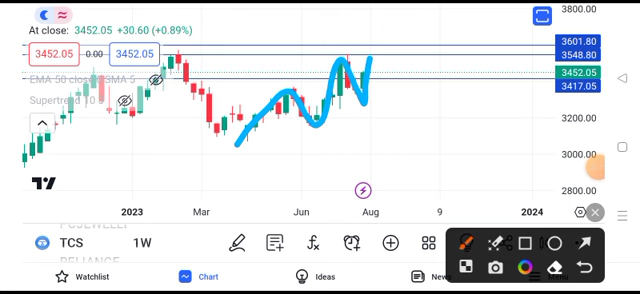 3800.00
At close: 3452.05 +30.60 (+0.89%)
3601.80
3452.05 0.00 3452.05
3548.80
3452.05
EMA 50 close SMA 5
3417.05
Supertrend 10 3
3200.00
3000.00
2800.00
2023 Mar Jun Aug 9 2024
TCS 1W
RELIANCE
Watchlist Chart Ideas News